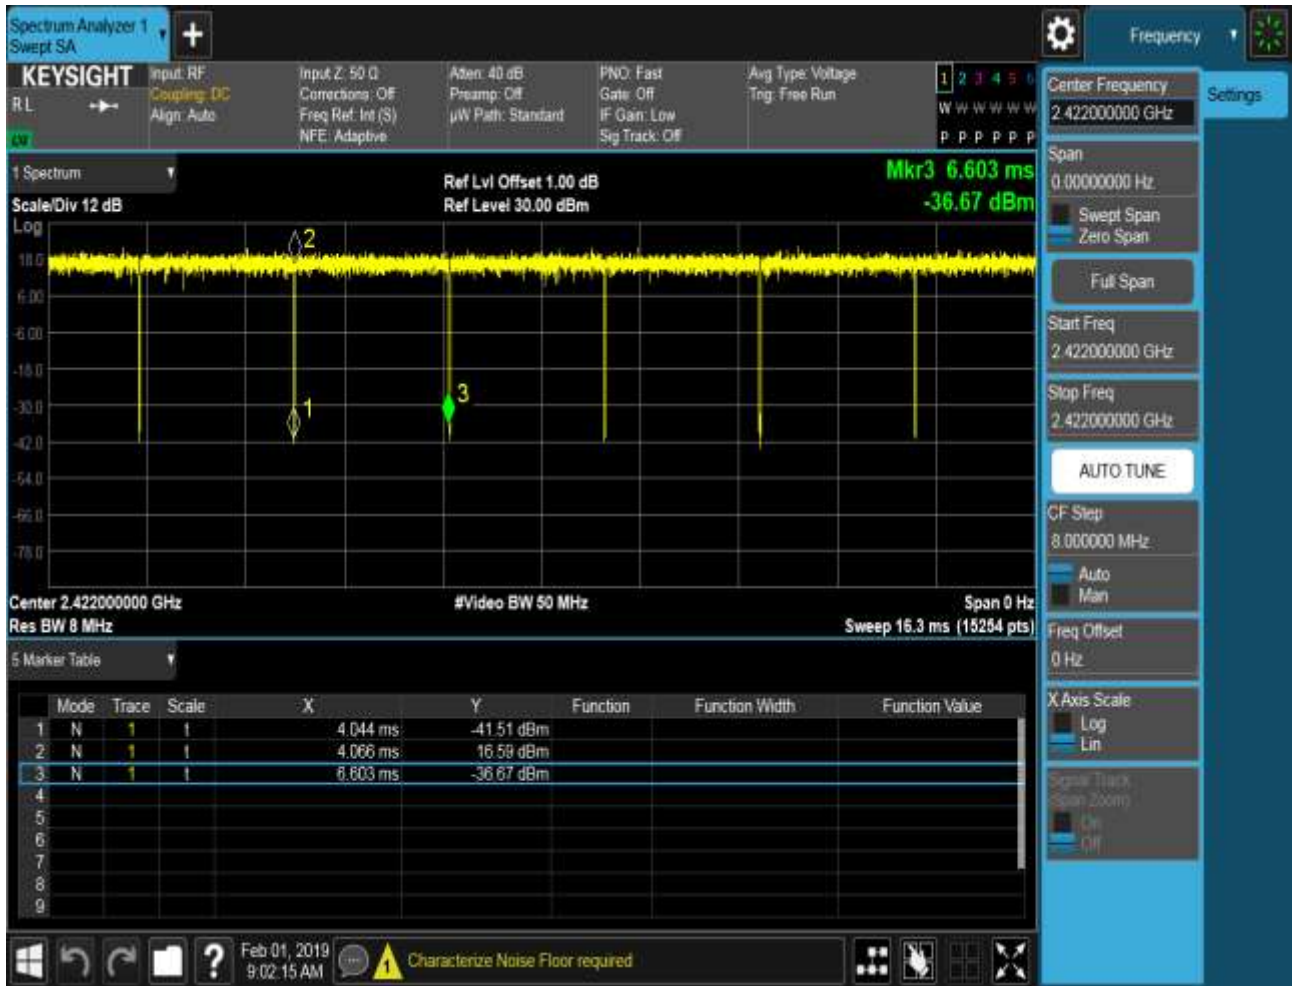 Spectrum Analyzer 1
Swept SA
Frequency
KEYSIGHT
R L
Input: RF
Coupling: DC
Align: Auto
Input Z: 50 Ω
Corrections: Off
Freq Ref: Int (S)
NFE: Adaptive
Atten: 40 dB
Preamp: Off
µW Path: Standard
PNO: Fast
Gate: Off
IF Gain: Low
Sig Track: Off
Avg Type: Voltage
Trig: Free Run
1 2 3 4 5 6
W W W W W W
P P P P P P
1 Spectrum
Scale/Div 12 dB
Ref Lvl Offset 1.00 dB
Ref Level 30.00 dBm
Mkr3 6.603 ms
-36.67 dBm
Log
18.0
6.00
-6.00
-18.0
-30.0
-42.0
-54.0
-66.0
-78.0
2
1
3
Center 2.422000000 GHz
#Video BW 50 MHz
Span 0 Hz
Res BW 8 MHz
Sweep 16.3 ms (15254 pts)
5 Marker Table
Mode Trace Scale X Y Function Function Width Function Value
1 N 1 t 4.044 ms -41.51 dBm
2 N 1 t 4.066 ms 16.59 dBm
3 N 1 t 6.603 ms -36.67 dBm
4
5
6
7
8
9
Feb 01, 2019
9:02:15 AM
1
Characterize Noise Floor required
Settings
Center Frequency
2.422000000 GHz
Span
0.00000000 Hz
Swept Span
Zero Span
Full Span
Start Freq
2.422000000 GHz
Stop Freq
2.422000000 GHz
AUTO TUNE
CF Step
8.000000 MHz
Auto
Man
Freq Offset
0 Hz
X Axis Scale
Log
Lin
Signal Track
(Span Zoom)
On
Off